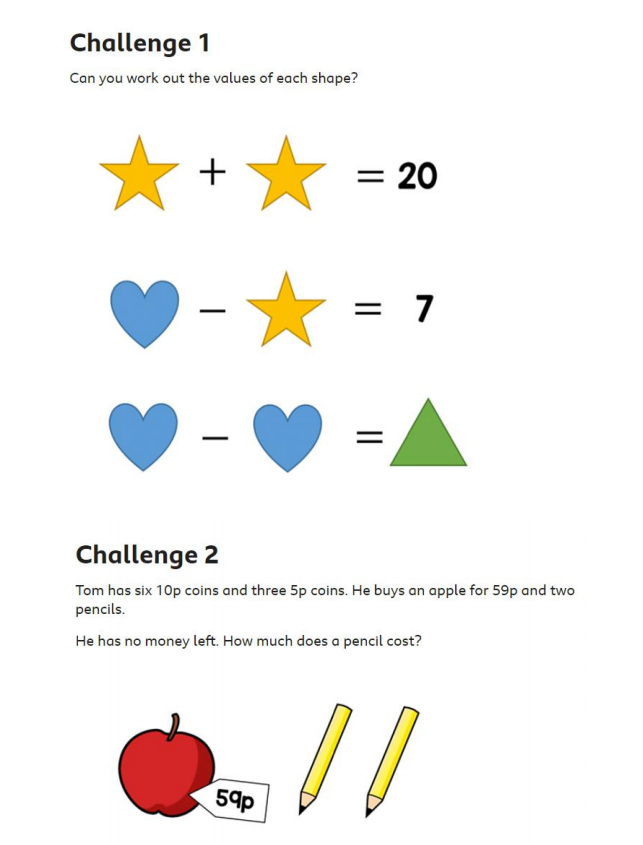 Challenge 1
Can you work out the values of each shape?
+ = 20
− = 7
− =
Challenge 2
Tom has six 10p coins and three 5p coins. He buys an apple for 59p and two
pencils.
He has no money left. How much does a pencil cost?
59p